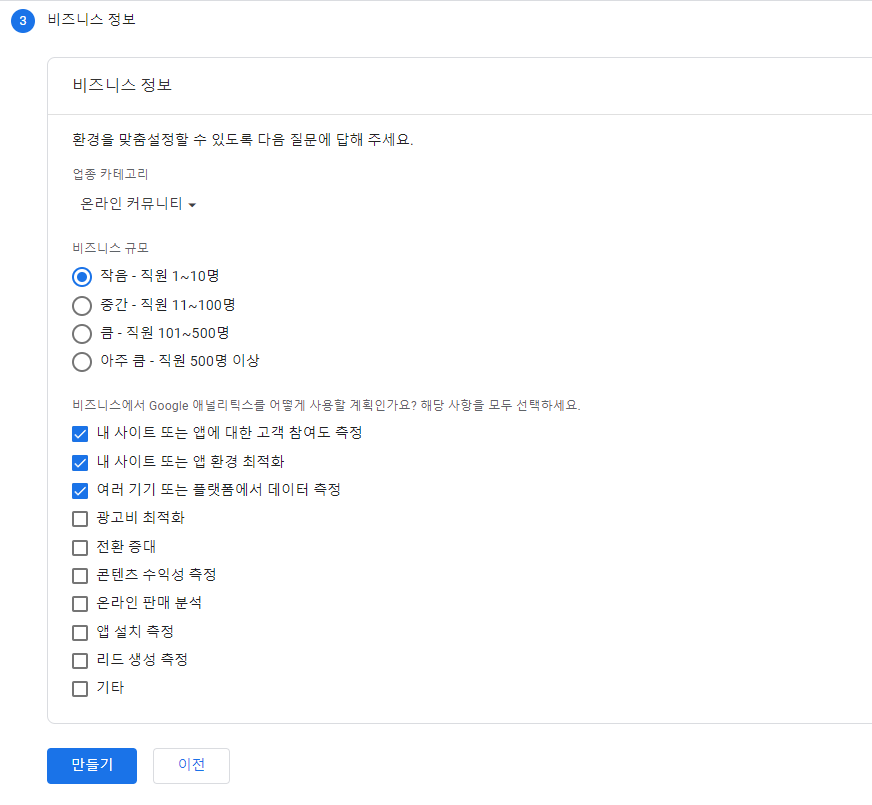 3 비즈니스 정보
비즈니스 정보
환경을 맞춤설정할 수 있도록 다음 질문에 답해 주세요.
업종 카테고리
온라인 커뮤니티
비즈니스 규모
작음 - 직원 1~10명
중간 - 직원 11~100명
큼 - 직원 101~500명
아주 큼 - 직원 500명 이상
비즈니스에서 Google 애널리틱스를 어떻게 사용할 계획인가요? 해당 사항을 모두 선택하세요.
내 사이트 또는 앱에 대한 고객 참여도 측정
내 사이트 또는 앱 환경 최적화
여러 기기 또는 플랫폼에서 데이터 측정
광고비 최적화
전환 증대
콘텐츠 수익성 측정
온라인 판매 분석
앱 설치 측정
리드 생성 측정
기타
만들기 이전